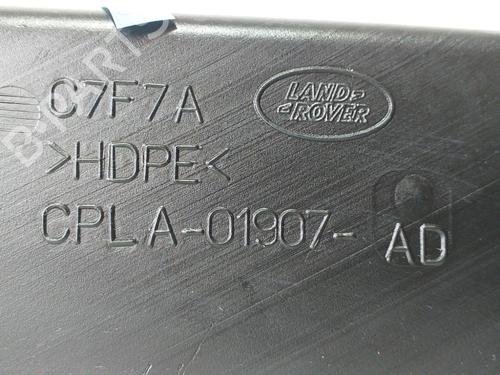 C7F7A
LAND-
-ROVER
>HDPE<
CPLA-01907- AD